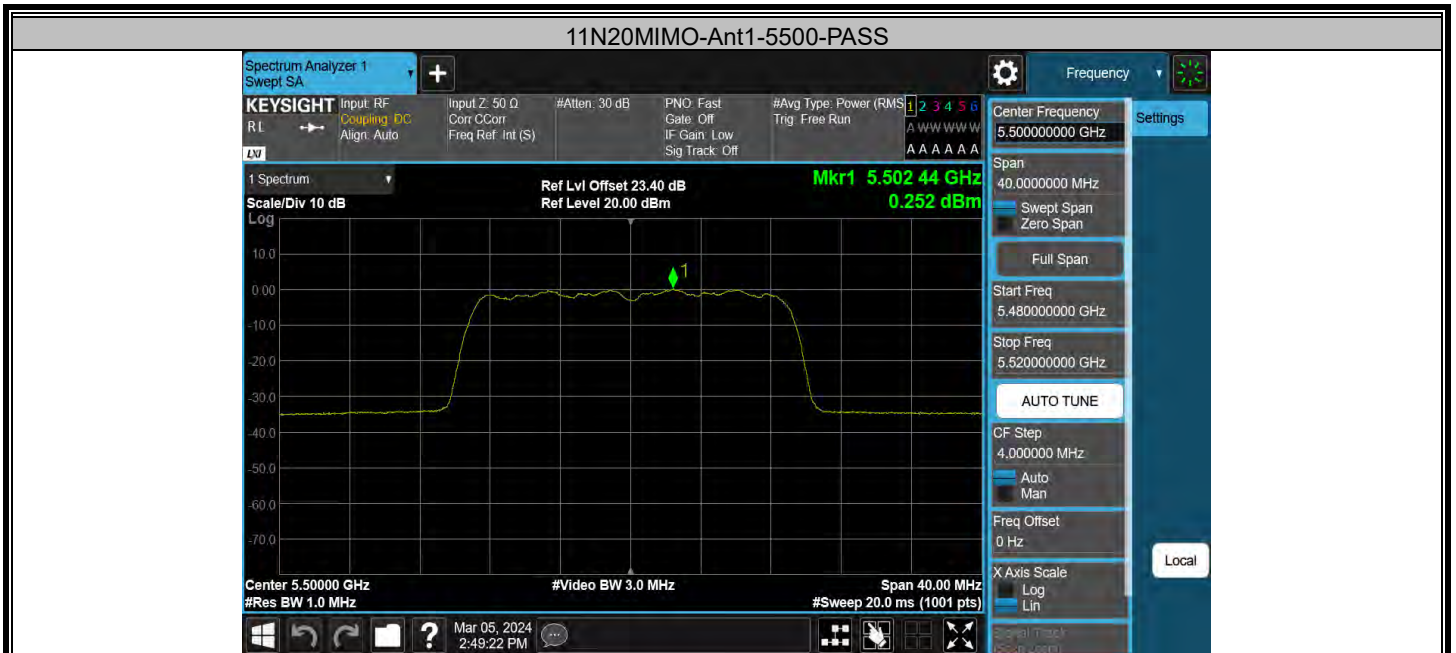 11N20MIMO-Ant1-5500-PASS
Spectrum Analyzer 1
Swept SA
Frequency
KEYSIGHT
RL
LXI
Input: RF
Coupling: DC
Align: Auto
Input Z: 50 Ω
Corr CCorr
Freq Ref: Int (S)
#Atten: 30 dB
PNO: Fast
Gate: Off
IF Gain: Low
Sig Track: Off
#Avg Type: Power (RMS
Trig: Free Run
1 2 3 4 5 6
A W W W W W
A A A A A A
1 Spectrum
Scale/Div 10 dB
Log
Ref Lvl Offset 23.40 dB
Ref Level 20.00 dBm
Mkr1 5.502 44 GHz
0.252 dBm
10.0
0.00
-10.0
-20.0
-30.0
-40.0
-50.0
-60.0
-70.0
1
Center 5.50000 GHz
#Res BW 1.0 MHz
#Video BW 3.0 MHz
Span 40.00 MHz
#Sweep 20.0 ms (1001 pts)
Mar 05, 2024
2:49:22 PM
Center Frequency
5.500000000 GHz
Settings
Span
40.0000000 MHz
Swept Span
Zero Span
Full Span
Start Freq
5.480000000 GHz
Stop Freq
5.520000000 GHz
AUTO TUNE
CF Step
4.000000 MHz
Auto
Man
Freq Offset
0 Hz
X Axis Scale
Log
Lin
Local